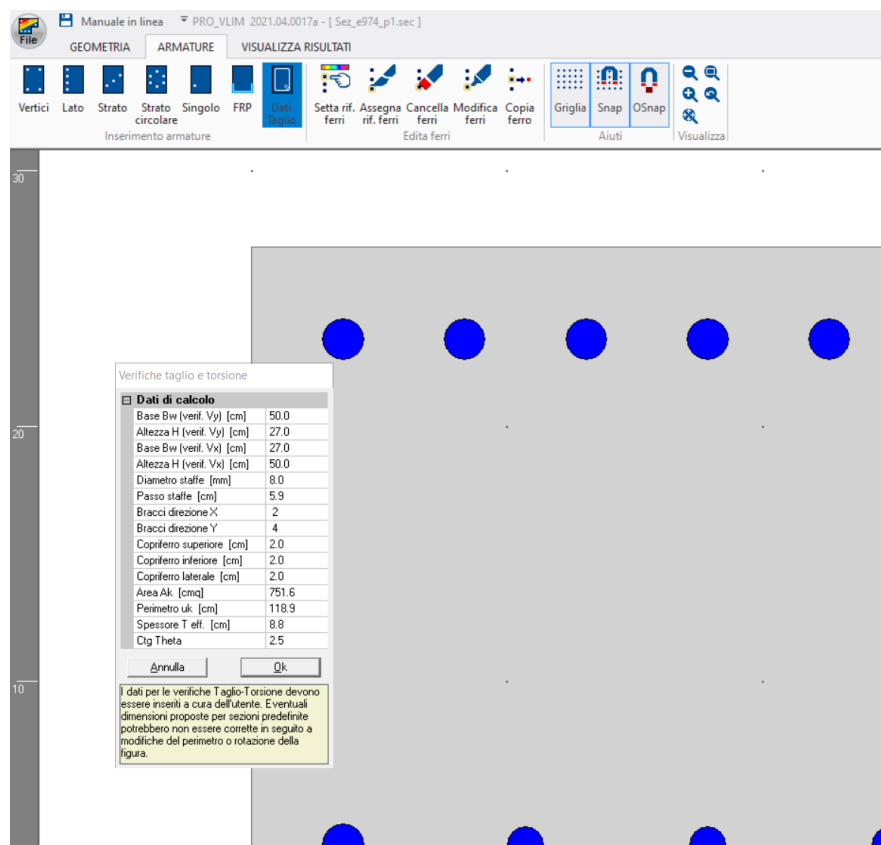 Manuale in linea PRO_VLIM 2021.04.0017a - [ Sez_e974_p1.sec ]
File
GEOMETRIA ARMATURE VISUALIZZA RISULTATI
Vertici Lato Strato Strato circolare Singolo FRP Dati Taglio Setta rif. ferri Assegna rif. ferri Cancella ferri Modifica ferri Copia ferro Griglia Snap OSnap
Inserimento armature Edita ferri Aiuti Visualizza
30
20
10
Verifiche taglio e torsione
Dati di calcolo
Base Bw (verif. Vy) [cm] 50.0
Altezza H (verif. Vy) [cm] 27.0
Base Bw (verif. Vx) [cm] 27.0
Altezza H (verif. Vx) [cm] 50.0
Diametro staffe [mm] 8.0
Passo staffe [cm] 5.9
Bracci direzione X 2
Bracci direzione Y 4
Copriferro superiore [cm] 2.0
Copriferro inferiore [cm] 2.0
Copriferro laterale [cm] 2.0
Area Ak [cmq] 751.6
Perimetro uk [cm] 118.9
Spessore T eff. [cm] 8.8
Ctg Theta 2.5
Annulla Ok
I dati per le verifiche Taglio-Torsione devono
essere inseriti a cura dell'utente. Eventuali
dimensioni proposte per sezioni predefinite
potrebbero non essere corrette in seguito a
modifiche del perimetro o rotazione della
figura.